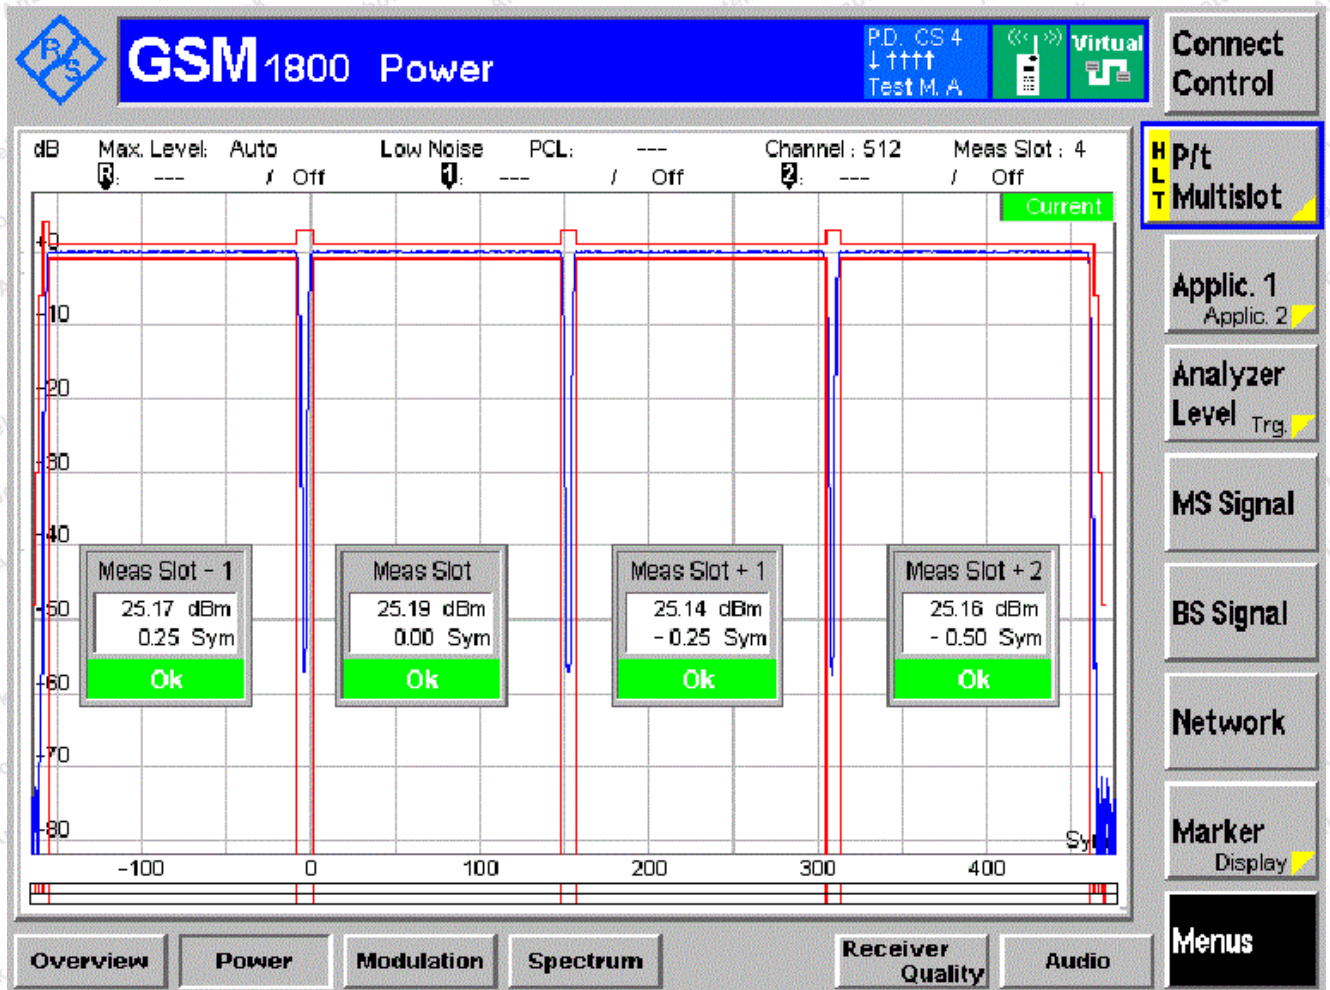 R&S
GSM 1800 Power
P.D. CS 4
↓↑↑↑↑
Test M. A
Virtual
Connect
Control
dB Max. Level: Auto Low Noise PCL: --- Channel : 512 Meas Slot : 4
R: --- / Off 1: --- / Off 2: --- / Off
Current
HLT
P/t
Multislot
Applic. 1
Applic. 2
Analyzer
Level Trg.
MS Signal
BS Signal
Network
Marker
Display
Menus
-10
-20
-30
-40
-50
-60
-70
-80
Meas Slot - 1
25.17 dBm
0.25 Sym
Ok
Meas Slot
25.19 dBm
0.00 Sym
Ok
Meas Slot + 1
25.14 dBm
- 0.25 Sym
Ok
Meas Slot + 2
25.16 dBm
- 0.50 Sym
Ok
-100 0 100 200 300 400
Overview Power Modulation Spectrum Receiver Quality Audio